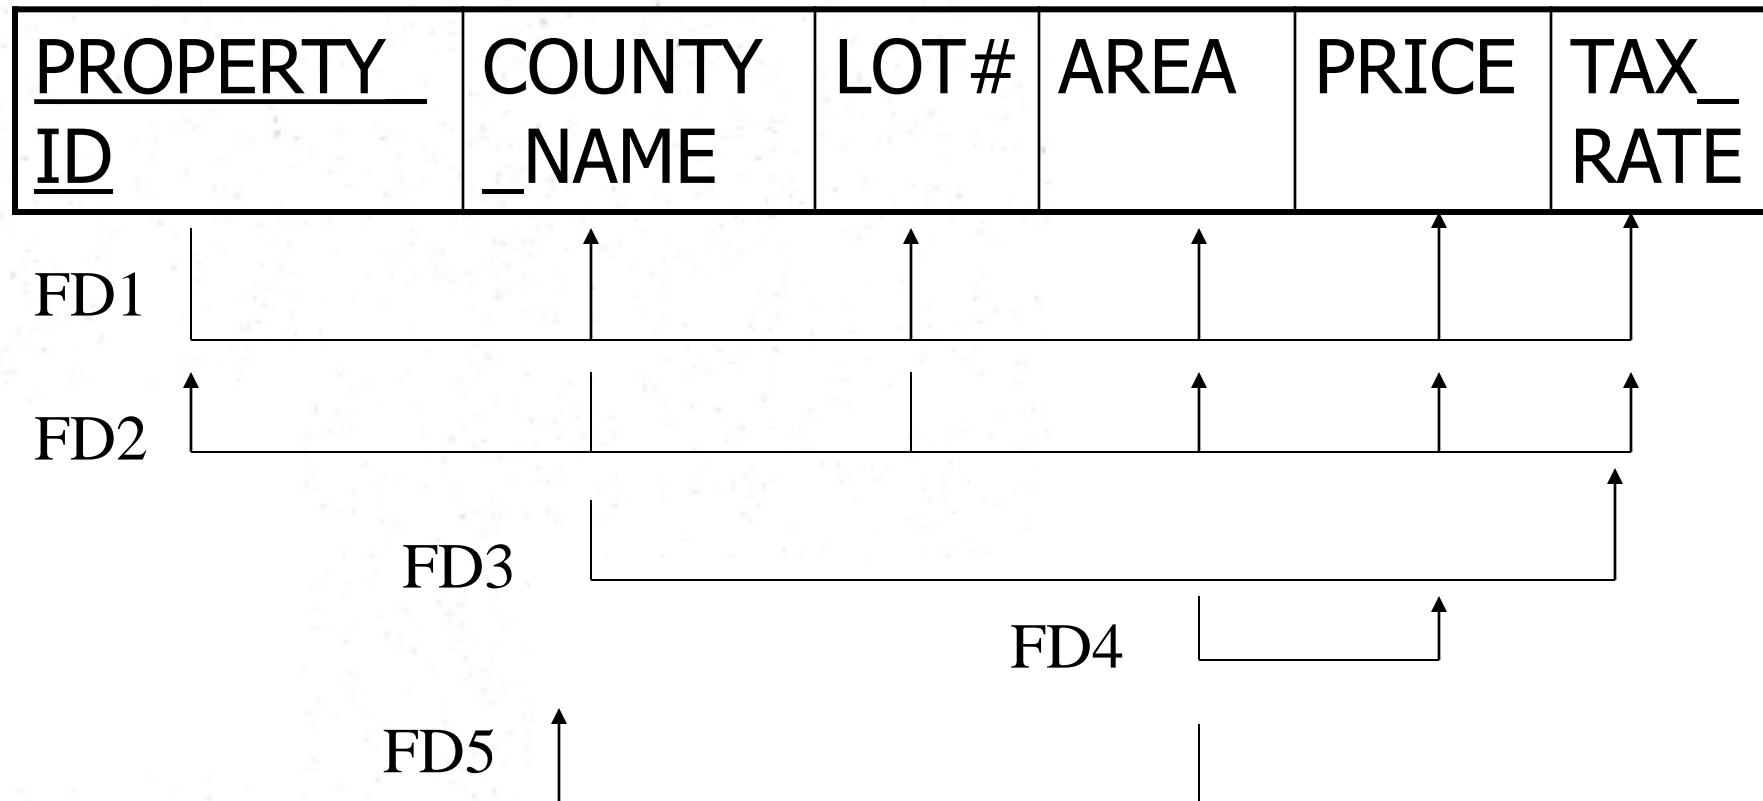 PROPERTY_ COUNTY LOT# AREA PRICE TAX_
ID _NAME RATE
FD1
FD2
FD3
FD4
FD5